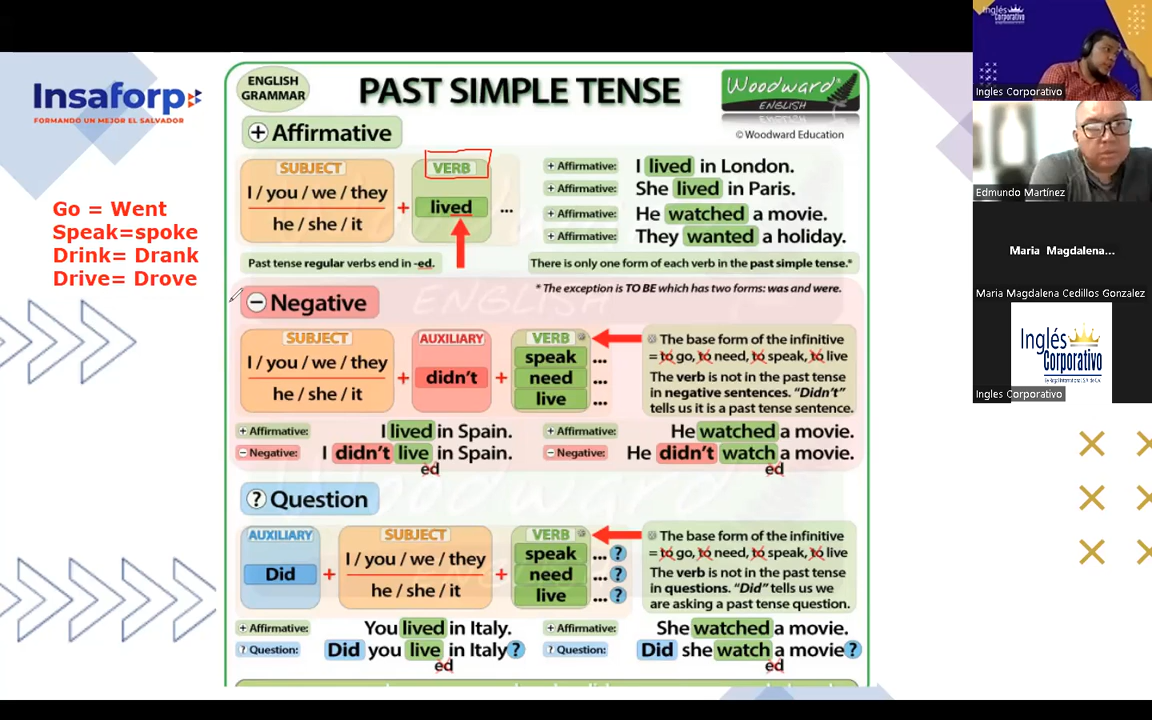 Insaforp
FORMANDO UN MEJOR EL SALVADOR
Go = Went
Speak=spoke
Drink= Drank
Drive= Drove
ENGLISH
GRAMMAR
PAST SIMPLE TENSE
Woodward
ENGLISH
© Woodward Education
+ Affirmative
SUBJECT
I / you / we / they
he / she / it
+
VERB
lived
...
Past tense regular verbs end in -ed.
+ Affirmative: I lived in London.
+ Affirmative: She lived in Paris.
+ Affirmative: He watched a movie.
+ Affirmative: They wanted a holiday.
There is only one form of each verb in the past simple tense.*
* The exception is TO BE which has two forms: was and were.
− Negative
SUBJECT
I / you / we / they
he / she / it
+
AUXILIARY
didn't
+
VERB
speak ...
need ...
live ...
The base form of the infinitive
= to go, to need, to speak, to live
The verb is not in the past tense
in negative sentences. “Didn't”
tells us it is a past tense sentence.
+ Affirmative: I lived in Spain.
− Negative: I didn't live in Spain.
ed
+ Affirmative: He watched a movie.
− Negative: He didn't watch a movie.
ed
? Question
AUXILIARY
Did
+
SUBJECT
I / you / we / they
he / she / it
+
VERB
speak ... ?
need ... ?
live ... ?
The base form of the infinitive
= to go, to need, to speak, to live
The verb is not in the past tense
in questions. “Did” tells us we
are asking a past tense question.
+ Affirmative: You lived in Italy.
? Question: Did you live in Italy?
ed
+ Affirmative: She watched a movie.
? Question: Did she watch a movie?
ed
Inglés
Corporativo
Ingles Corporativo
Edmundo Martínez
Maria Magdalena...
Maria Magdalena Cedillos Gonzalez
Inglés
Corporativo
Ingles Corporativo